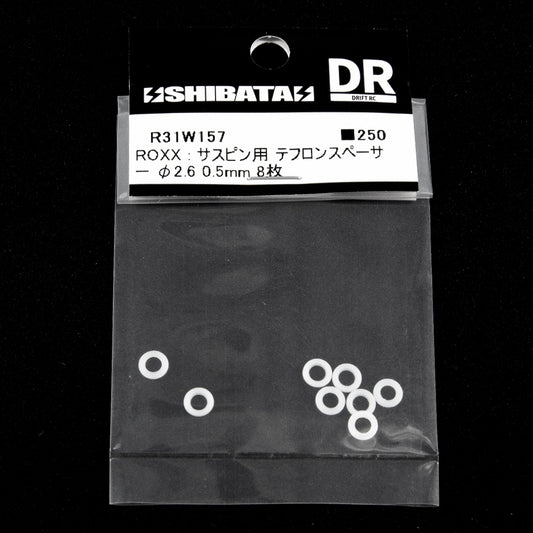 SHIBATA
DR
DRIFT RC
R31W157 ■250
ROXX：サスピン用 テフロンスペーサ
ー φ2.6 0.5mm 8枚